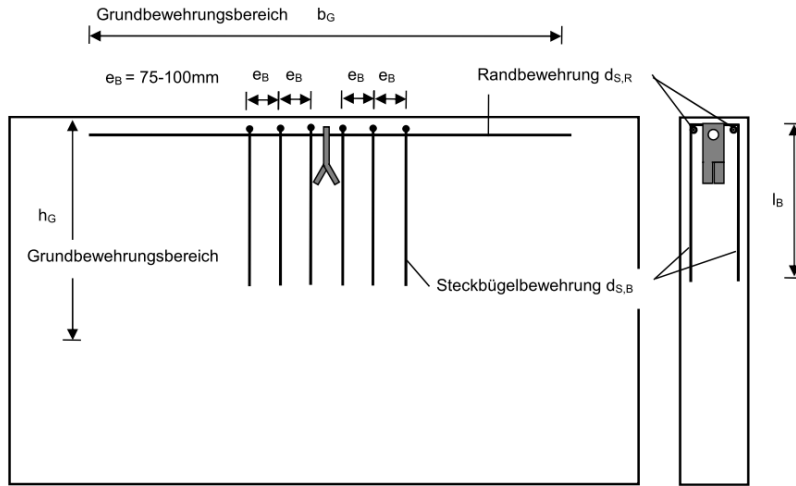 Grundbewehrungsbereich b_G
e_B = 75-100mm
e_B
e_B
e_B
e_B
Randbewehrung d_S,R
h_G
Grundbewehrungsbereich
l_B
Steckbügelbewehrung d_S,B